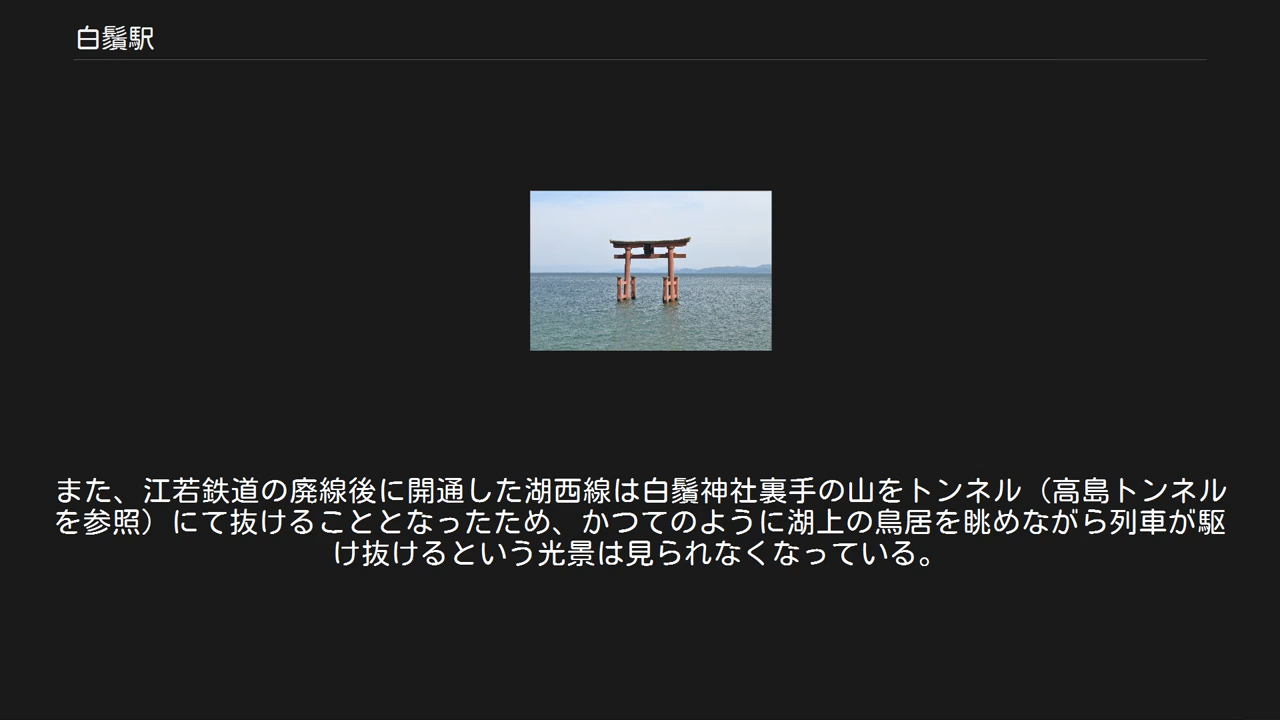 白鬚駅
また、江若鉄道の廃線後に開通した湖西線は白鬚神社裏手の山をトンネル（高島トンネル
を参照）にて抜けることとなったため、かつてのように湖上の鳥居を眺めながら列車が駆
け抜けるという光景は見られなくなっている。